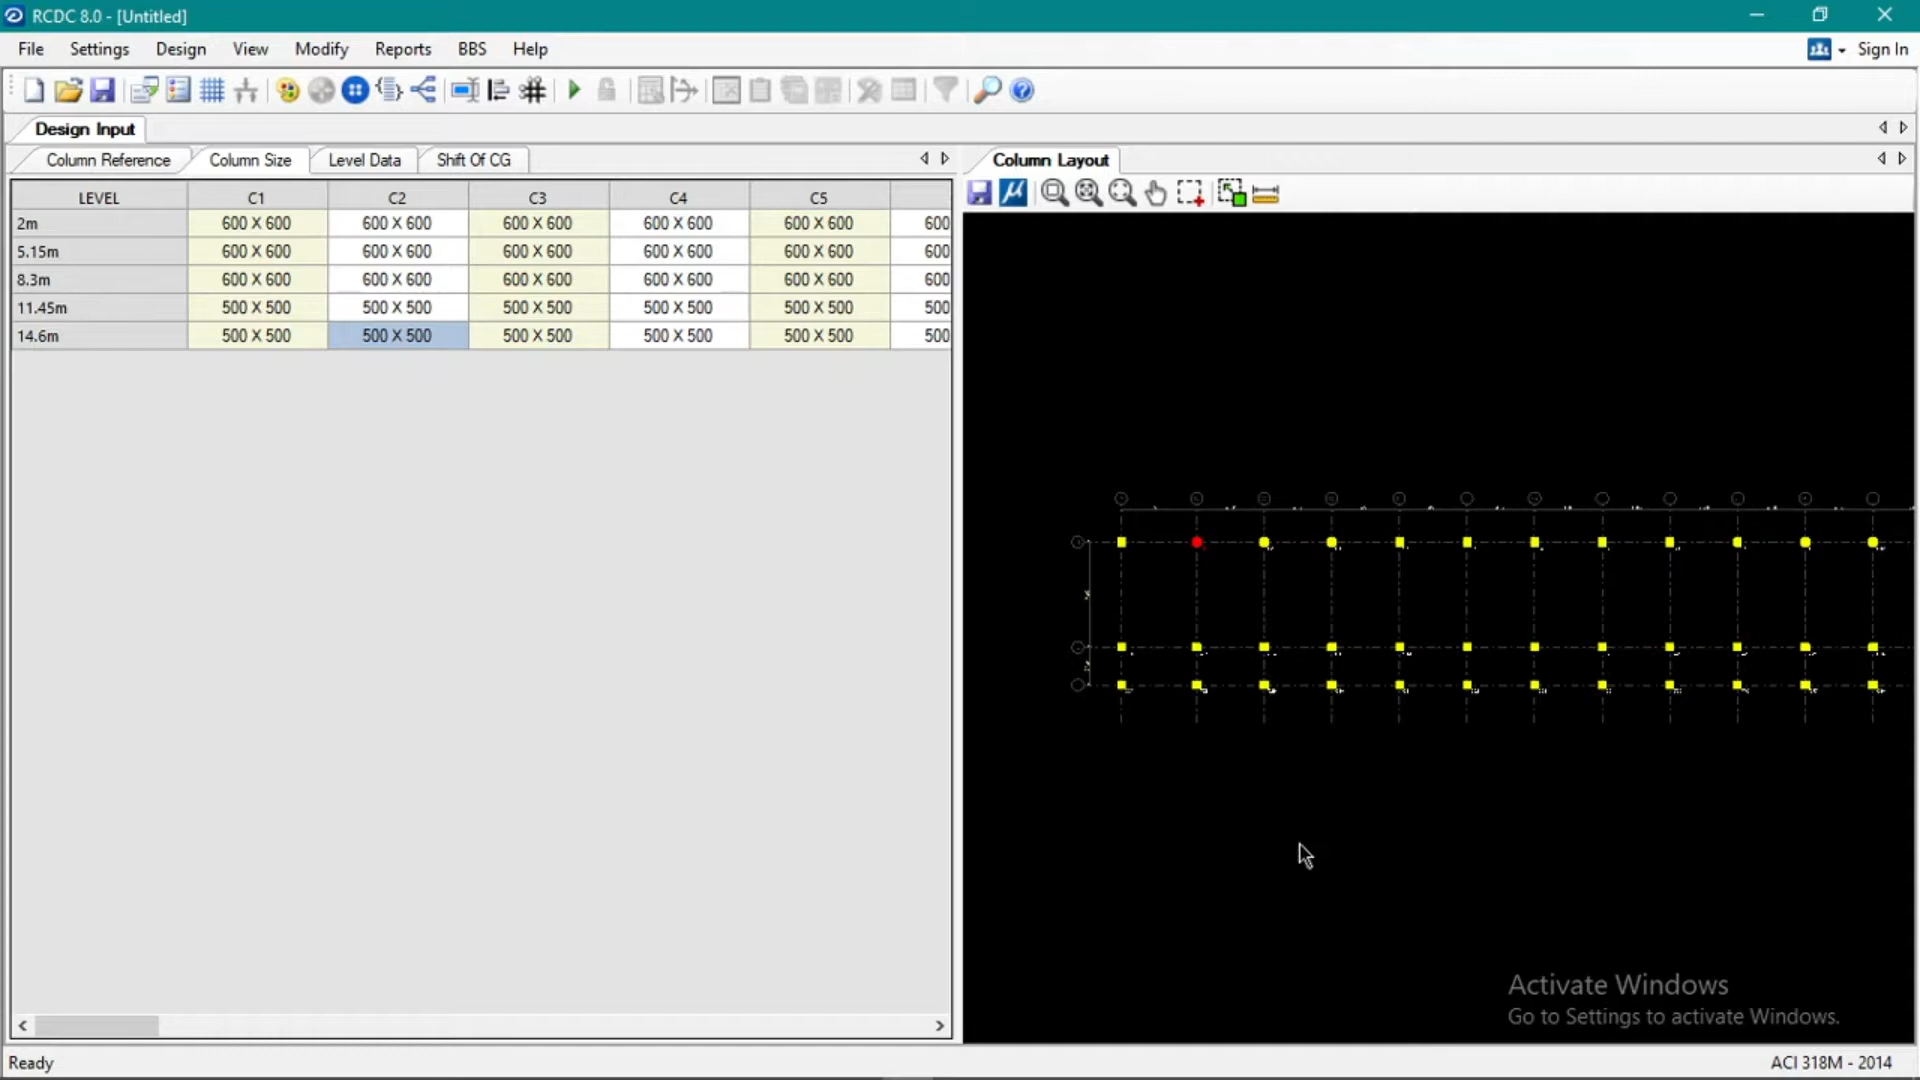 RCDC 8.0 - [Untitled]
File Settings Design View Modify Reports BBS Help Sign In
Design Input
Column Reference Column Size Level Data Shift Of CG Column Layout
LEVEL C1 C2 C3 C4 C5
2m 600 X 600 600 X 600 600 X 600 600 X 600 600 X 600 600
5.15m 600 X 600 600 X 600 600 X 600 600 X 600 600 X 600 600
8.3m 600 X 600 600 X 600 600 X 600 600 X 600 600 X 600 600
11.45m 500 X 500 500 X 500 500 X 500 500 X 500 500 X 500 500
14.6m 500 X 500 500 X 500 500 X 500 500 X 500 500 X 500 500
Activate Windows
Go to Settings to activate Windows.
Ready ACI 318M - 2014